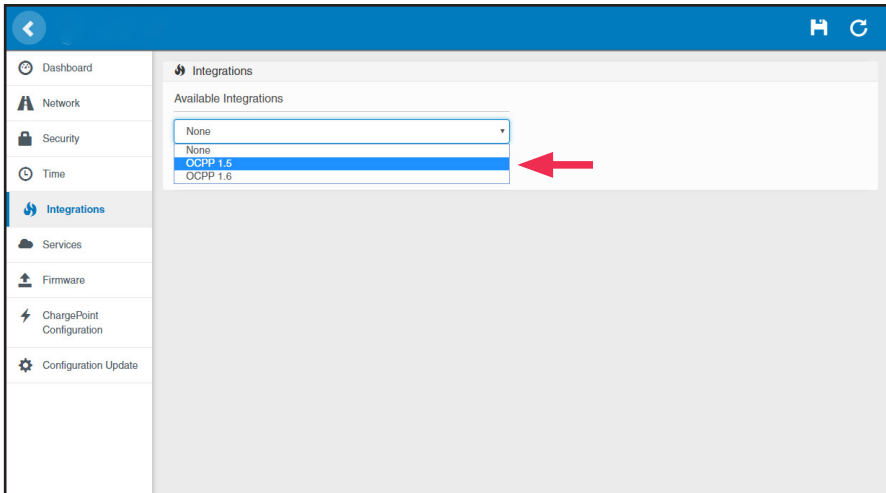 Dashboard
Network
Security
Time
Integrations
Services
Firmware
ChargePoint
Configuration
Configuration Update
Integrations
Available Integrations
None
None
OCPP 1.5
OCPP 1.6